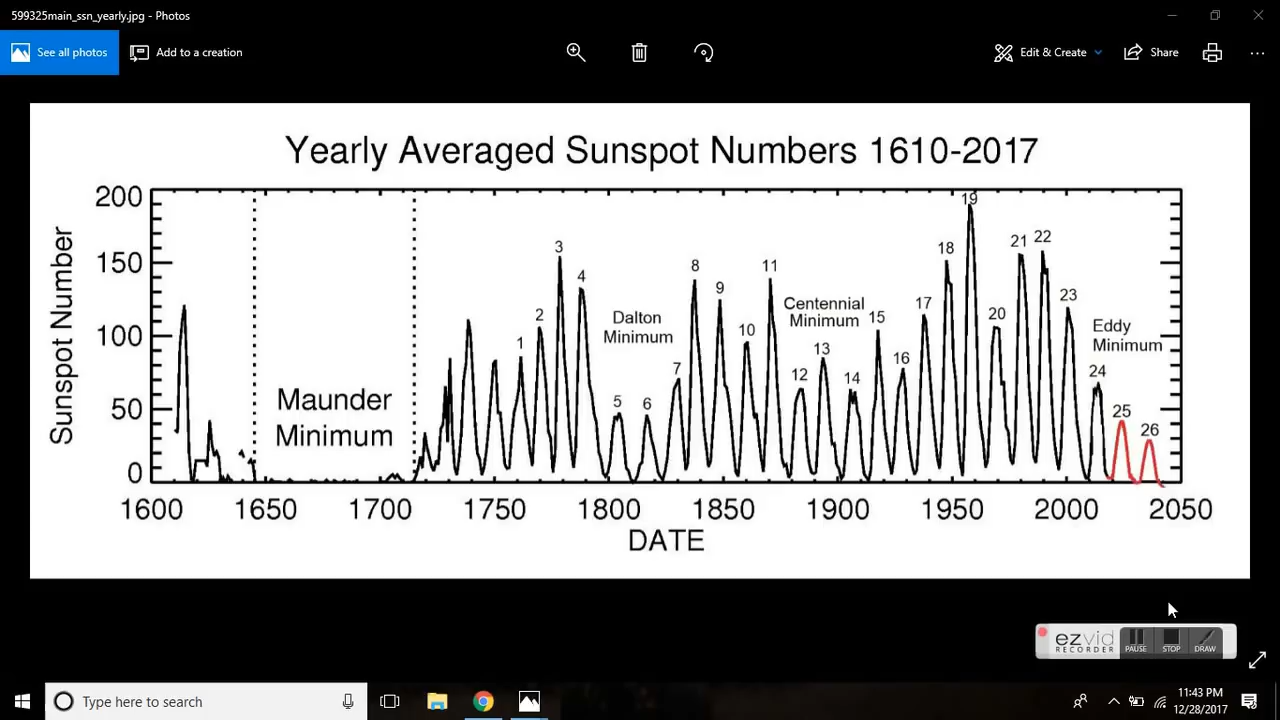 599325main_ssn_yearly.jpg - Photos
See all photos
Add to a creation
Edit & Create
Share
Yearly Averaged Sunspot Numbers 1610-2017
Sunspot Number
200
150
100
50
0
Maunder
Minimum
1
2
3
4
Dalton
Minimum
5
6
7
8
9
10
11
Centennial
Minimum
12
13
14
15
16
17
18
19
20
21
22
23
Eddy
Minimum
24
25
26
1600 1650 1700 1750 1800 1850 1900 1950 2000 2050
DATE
ezvid
RECORDER
PAUSE STOP DRAW
Type here to search
11:43 PM
12/28/2017